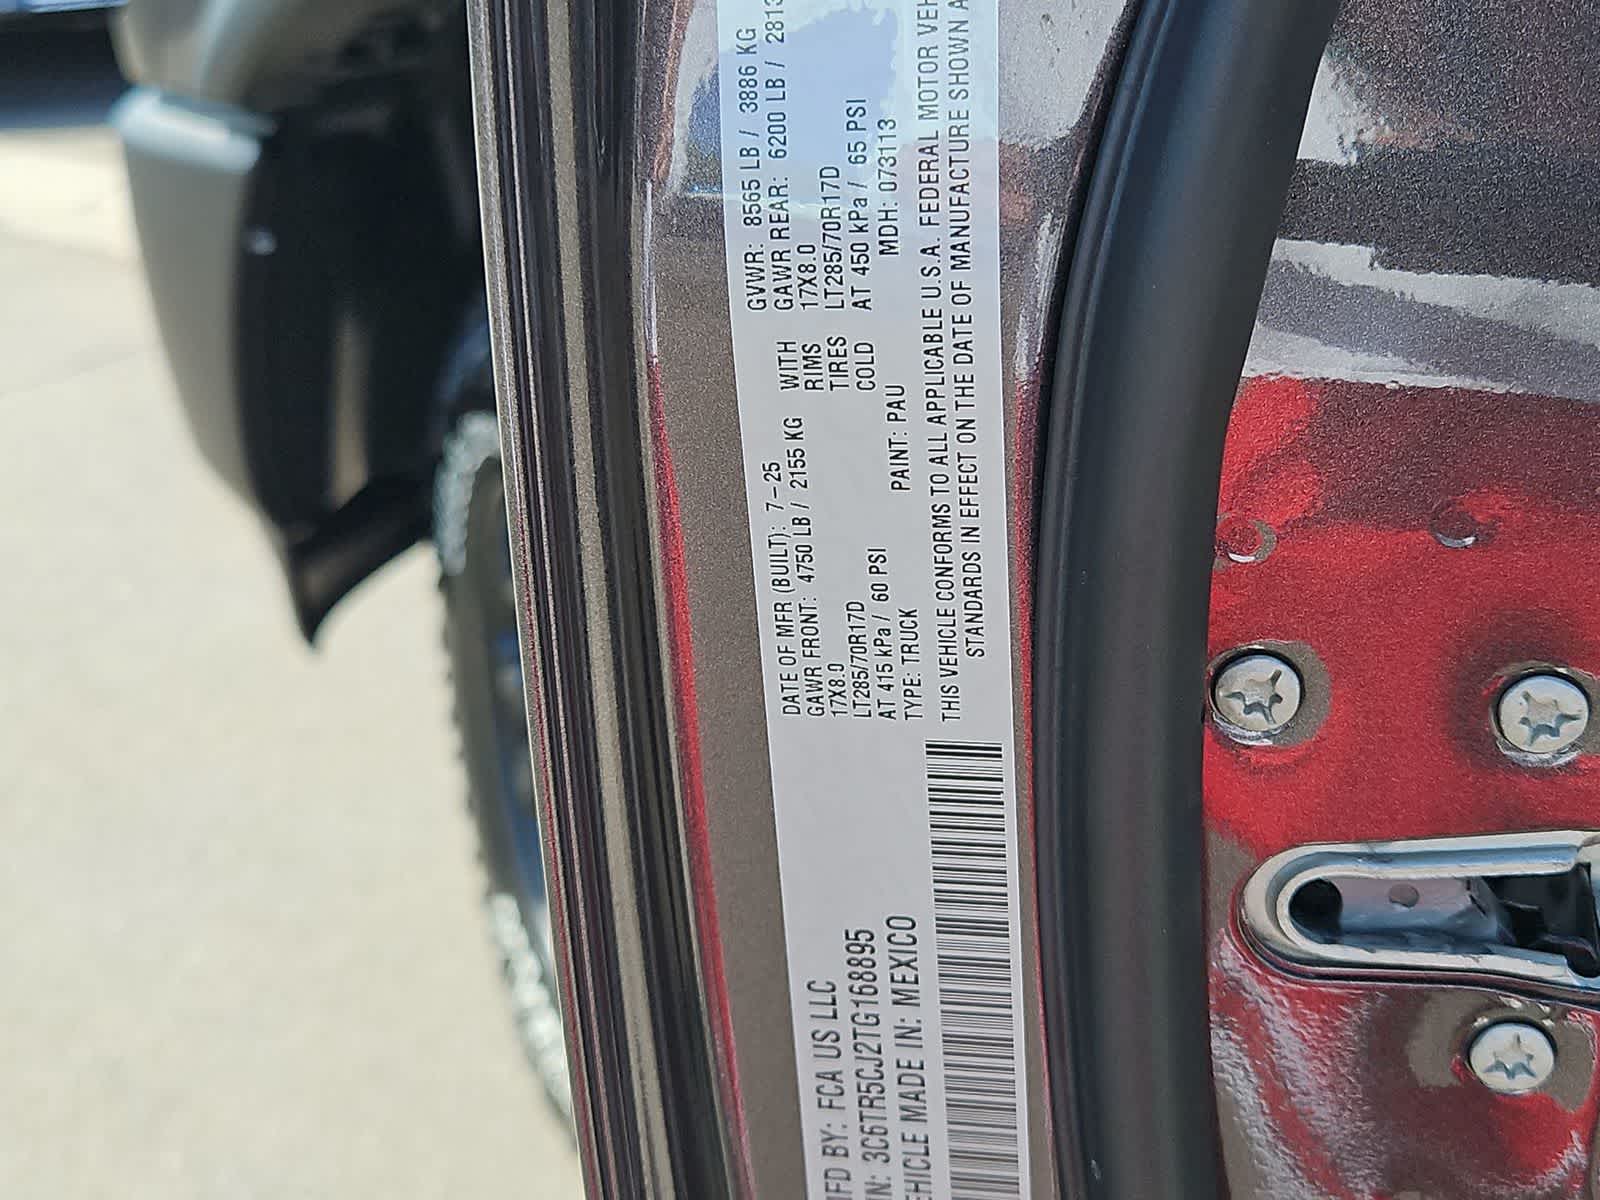 MFD BY: FCA US LLC
VIN: 3C6TR5CJ2TG168895
VEHICLE MADE IN: MEXICO
DATE OF MFR (BUILT): 7-25
GVWR: 8565 LB / 3886 KG
GAWR FRONT: 4750 LB / 2155 KG WITH GAWR REAR: 6200 LB / 2813
17X8.0 RIMS 17X8.0
LT285/70R17D TIRES LT285/70R17D
AT 415 kPa / 60 PSI COLD AT 450 kPa / 65 PSI
TYPE: TRUCK PAINT: PAU MDH: 073113
THIS VEHICLE CONFORMS TO ALL APPLICABLE U.S.A. FEDERAL MOTOR VEH
STANDARDS IN EFFECT ON THE DATE OF MANUFACTURE SHOWN A